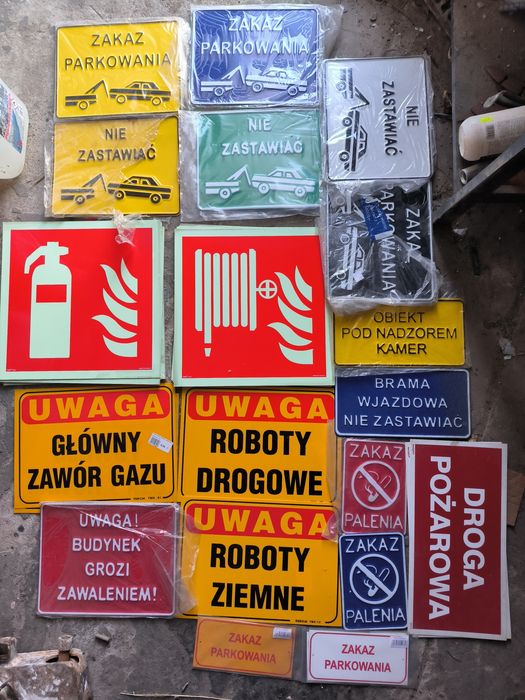 ZAKAZ
PARKOWANIA
ZAKAZ
PARKOWANIA
NIE
ZASTAWIAĆ
NIE
ZASTAWIAĆ
NIE
ZASTAWIAĆ
ZAKAZ
PARKOWANIA
OBIEKT
POD NADZOREM
KAMER
BRAMA
WJAZDOWA
NIE ZASTAWIAĆ
UWAGA
GŁÓWNY
ZAWÓR GAZU
UWAGA
ROBOTY
DROGOWE
ZAKAZ
PALENIA
DROGA
POŻAROWA
UWAGA!
BUDYNEK
GROZI
ZAWALENIEM!
UWAGA
ROBOTY
ZIEMNE
ZAKAZ
PALENIA
ZAKAZ
PARKOWANIA
ZAKAZ
PARKOWANIA